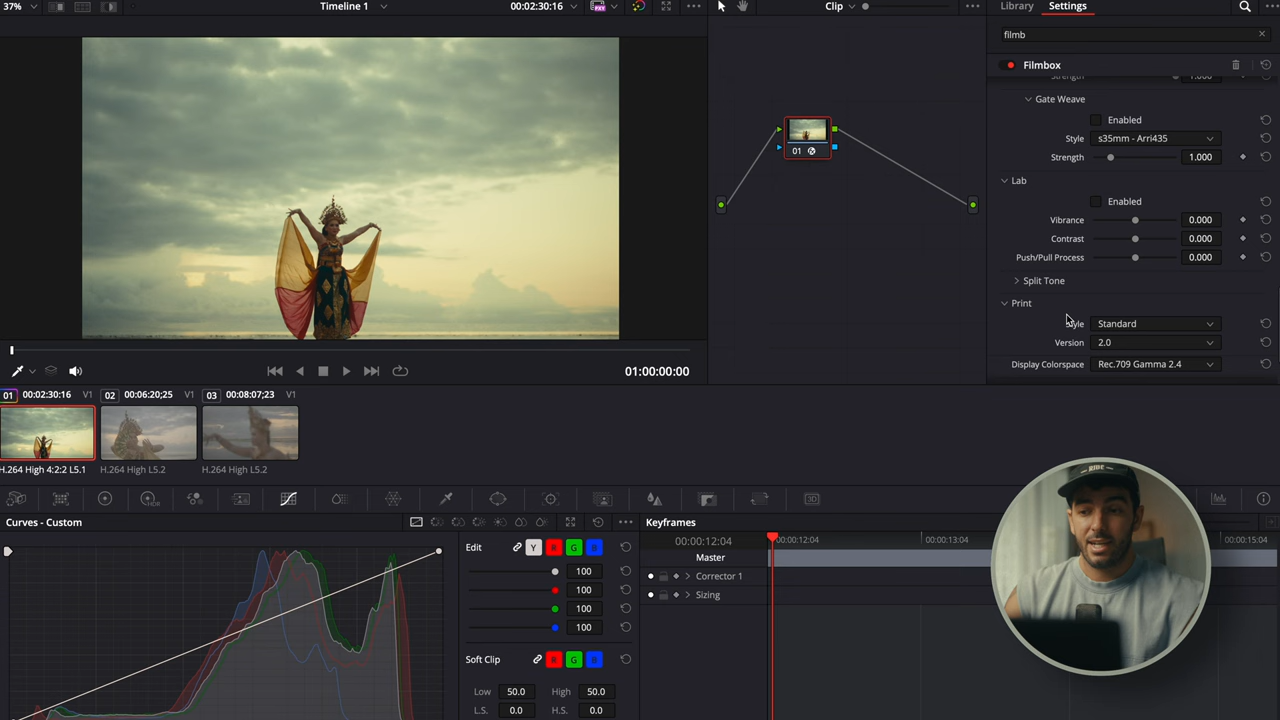 37%
Timeline 1
00:02:30:16
Clip
Library
Settings
filmb
Filmbox
Strength
1.000
Gate Weave
Enabled
Style
s35mm - Arri435
Strength
1.000
Lab
Enabled
Vibrance
0.000
Contrast
0.000
Push/Pull Process
0.000
Split Tone
Print
Style
Standard
Version
2.0
Display Colorspace
Rec.709 Gamma 2.4
01
01:00:00:00
01 00:02:30:16 V1
02 00:06:20;25 V1
03 00:08:07;23 V1
H.264 High 4:2:2 L5.1
H.264 High L5.2
H.264 High L5.2
HDR
3D
RIDE
Curves - Custom
Edit
Y
R
G
B
100
100
100
100
Soft Clip
R
G
B
Low
50.0
High
50.0
L.S.
0.0
H.S.
0.0
Keyframes
00:00:12:04
00:00:12:04
00:00:13:04
00:00:15:04
Master
Corrector 1
Sizing